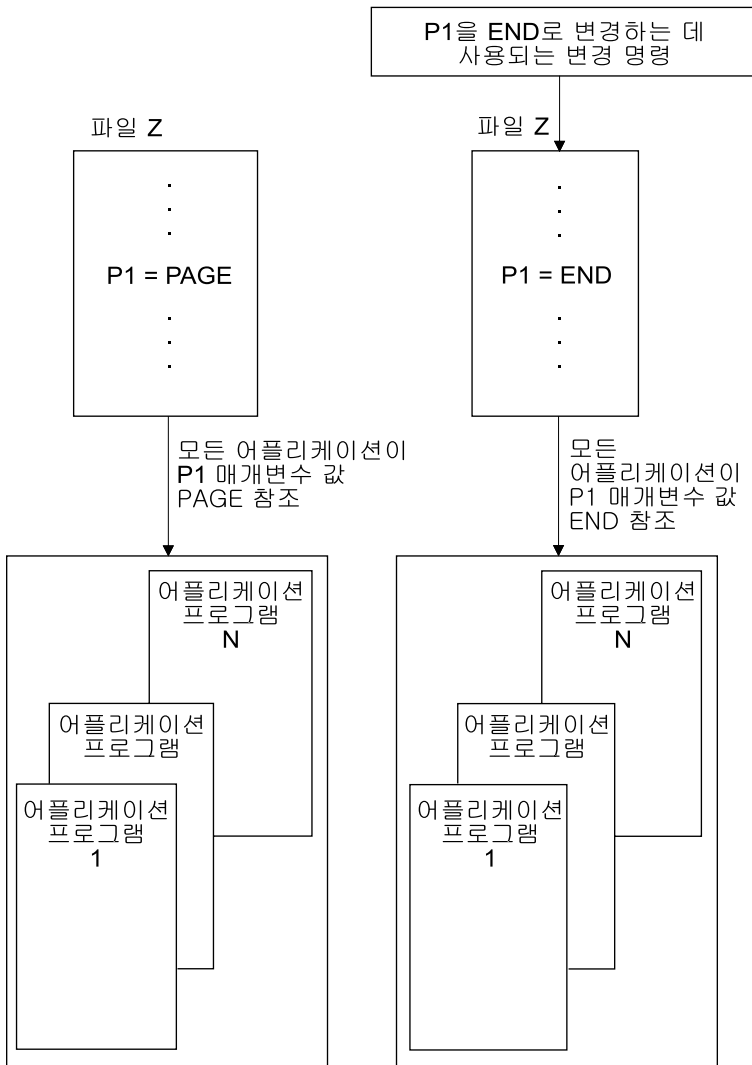 P1을 END로 변경하는 데
사용되는 변경 명령
파일 Z
.
.
.
P1 = PAGE
.
.
.
모든 어플리케이션이
P1 매개변수 값
PAGE 참조
어플리케이션
프로그램
N
어플리케이션
프로그램
어플리케이션
프로그램
1
파일 Z
.
.
.
P1 = END
.
.
.
모든
어플리케이션이
P1 매개변수 값
END 참조
어플리케이션
프로그램
N
어플리케이션
프로그램
어플리케이션
프로그램
1